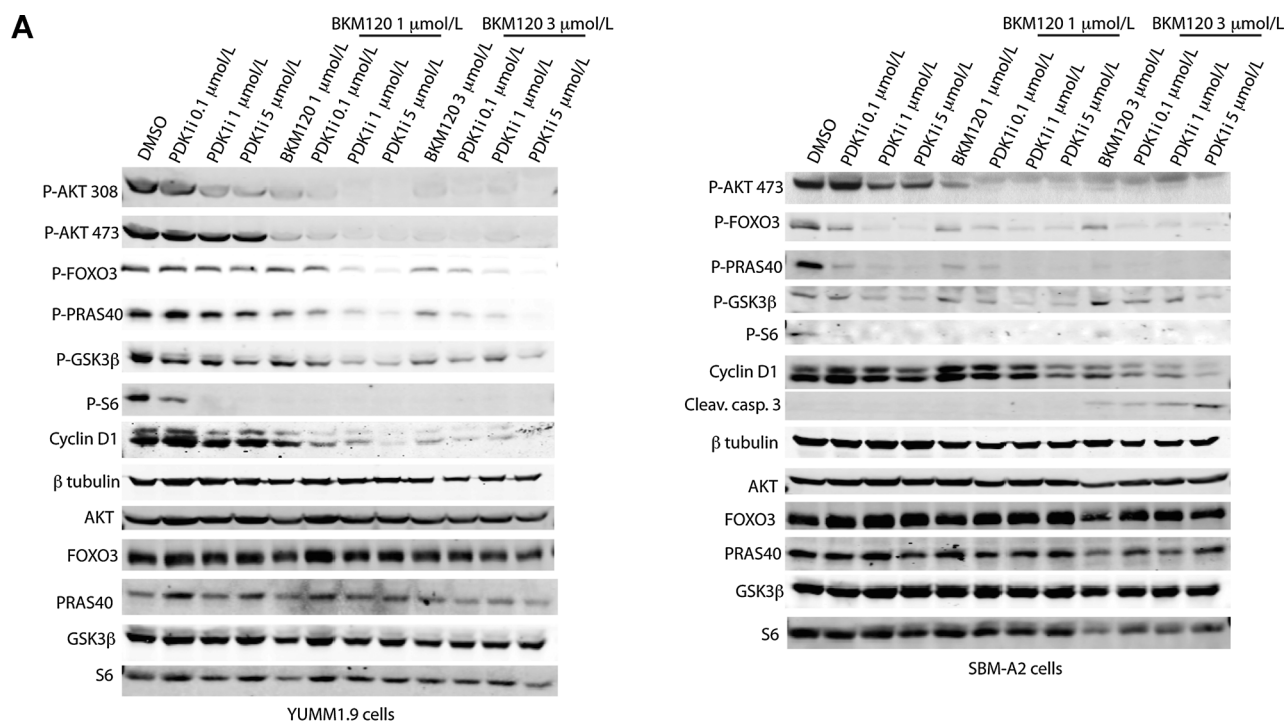 A
BKM120 1 μmol/L
BKM120 3 μmol/L
DMSO
PDK1i 0.1 μmol/L
PDK1i 1 μmol/L
PDK1i 5 μmol/L
BKM120 1 μmol/L
PDK1i 0.1 μmol/L
PDKi 1 μmol/L
PDK1i 5 μmol/L
BKM120 3 μmol/L
PDK1i 0.1 μmol/L
PDK1i 1 μmol/L
PDK1i 5 μmol/L
P-AKT 308
P-AKT 473
P-FOXO3
P-PRAS40
P-GSK3β
P-S6
Cyclin D1
β tubulin
AKT
FOXO3
PRAS40
GSK3β
S6
YUMM1.9 cells
BKM120 1 μmol/L
BKM120 3 μmol/L
DMSO
PDK1i 0.1 μmol/L
PDK1i 1 μmol/L
PDK1i 5 μmol/L
BKM120 1 μmol/L
PDK1i 0.1 μmol/L
PDK1i 1 μmol/L
PDK1i 5 μmol/L
BKM120 3 μmol/L
PDK1i 0.1 μmol/L
PDK1i 1 μmol/L
PDK1i 5 μmol/L
P-AKT 473
P-FOXO3
P-PRAS40
P-GSK3β
P-S6
Cyclin D1
Cleav. casp. 3
β tubulin
AKT
FOXO3
PRAS40
GSK3β
S6
SBM-A2 cells